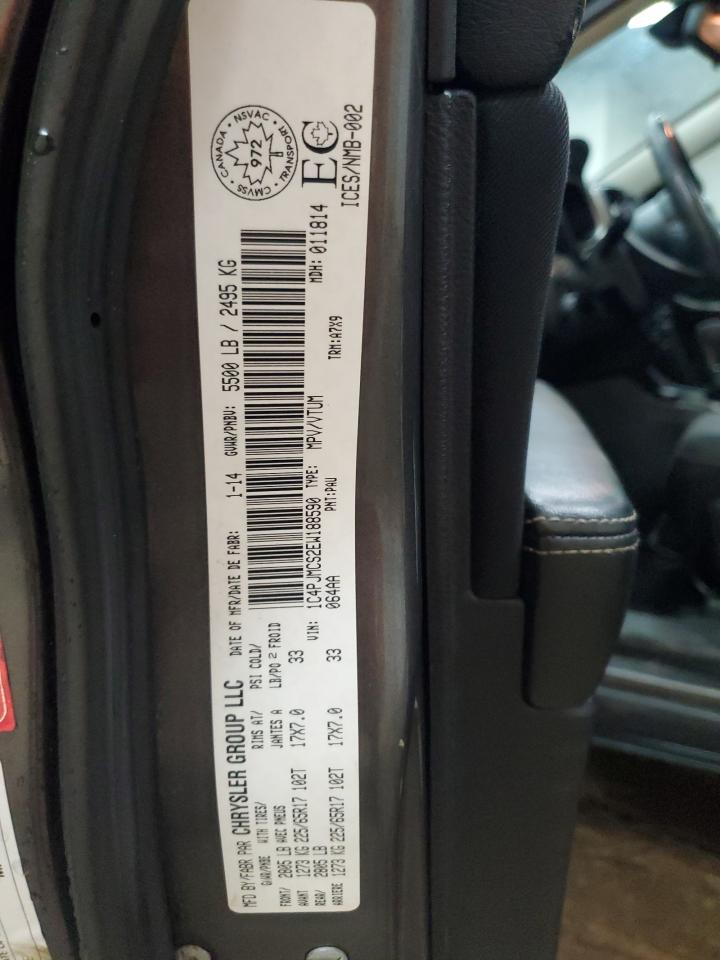 MFD BY/FABR PAR CHRYSLER GROUP LLC DATE OF MFR/DATE DE FABR: 1-14 GVWR/PNBV: 5500 LB / 2495 KG
GAWR/PNBE WITH TIRES/ RIMS AT/ PSI COLD/
FRONT/ 2805 LB AVEC PNEUS JANTES A LB/PO 2 FROID
AVANT 1273 KG 225/65R17 102T 17X7.0 33
REAR/ 2805 LB
ARRIERE 1273 KG 225/65R17 102T 17X7.0 33
VIN: 1C4PJMCS2EW188590 TYPE: MPV/VTUM MDH: 011814
064AA PNT:PAU TRM:A7X9
CANADA • NSVAC • TRANSPORT • CMVSS •
972
EC
ICES/NMB-002